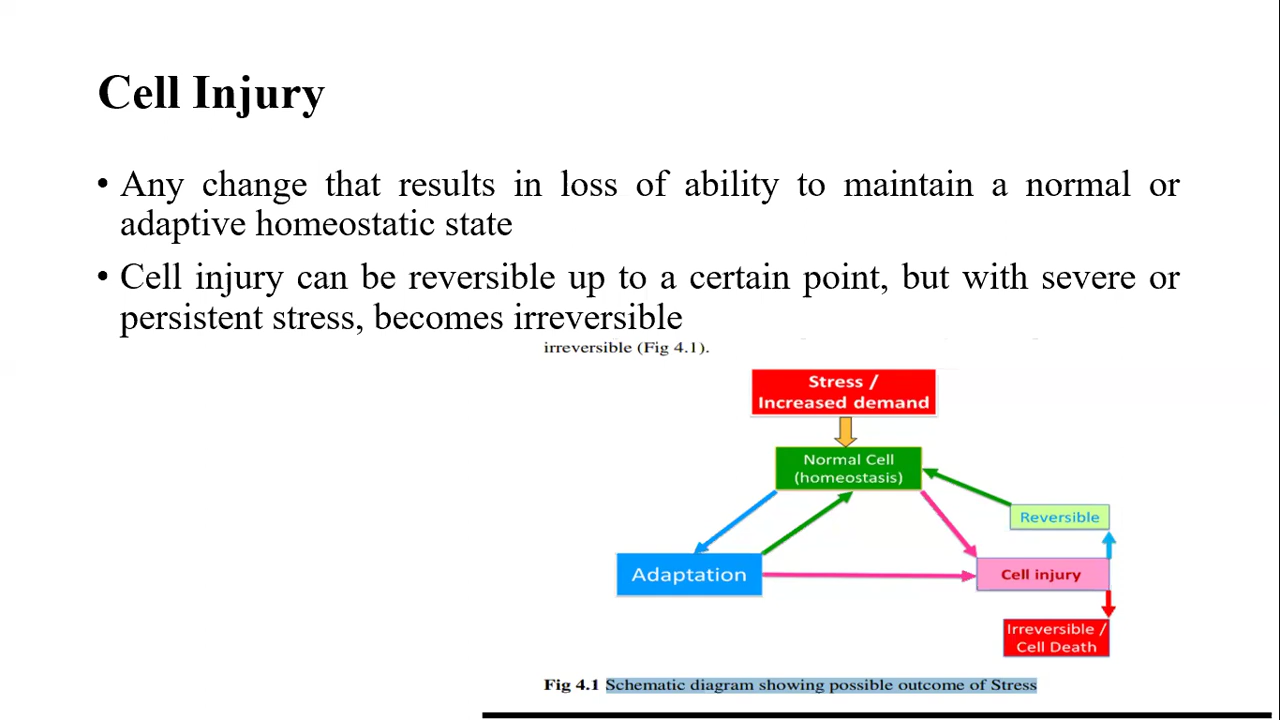 Cell Injury
• Any change that results in loss of ability to maintain a normal or
adaptive homeostatic state
• Cell injury can be reversible up to a certain point, but with severe or
persistent stress, becomes irreversible
irreversible (Fig 4.1).
Stress /
Increased demand
Normal Cell
(homeostasis)
Reversible
Adaptation
Cell injury
Irreversible /
Cell Death
Fig 4.1 Schematic diagram showing possible outcome of Stress